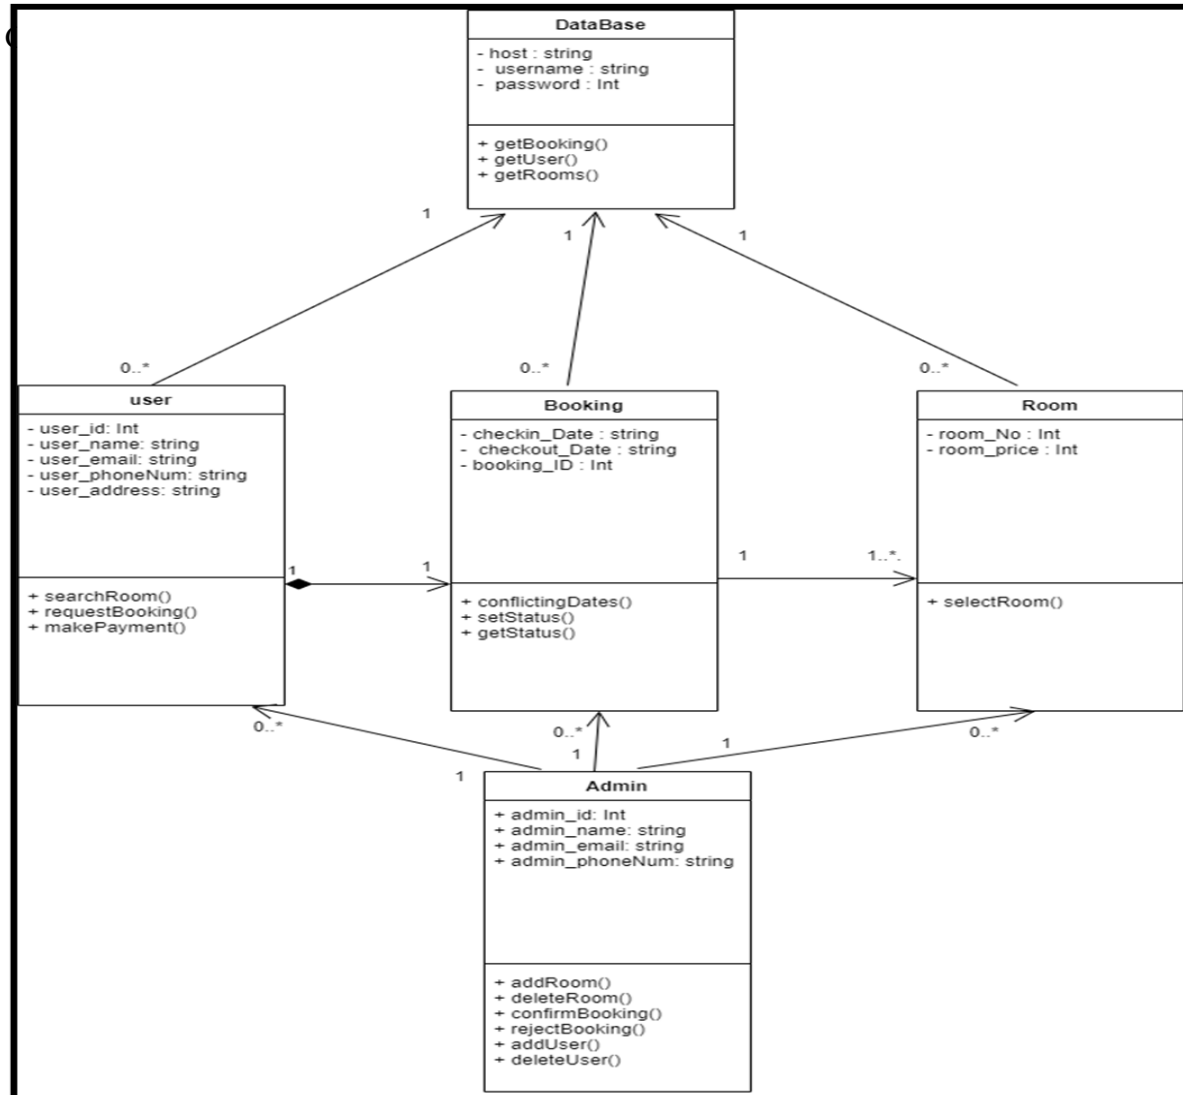 DataBase
- host : string
- username : string
- password : Int
+ getBooking()
+ getUser()
+ getRooms()
1
1
1
0..*
0..*
0..*
user
- user_id: Int
- user_name: string
- user_email: string
- user_phoneNum: string
- user_address: string
+ searchRoom()
+ requestBooking()
+ makePayment()
1
1
Booking
- checkin_Date : string
- checkout_Date : string
- booking_ID : Int
+ conflictingDates()
+ setStatus()
+ getStatus()
1
1..*.
Room
- room_No : Int
- room_price : Int
+ selectRoom()
0..*
0..*
0..*
1
1
1
Admin
+ admin_id: Int
+ admin_name: string
+ admin_email: string
+ admin_phoneNum: string
+ addRoom()
+ deleteRoom()
+ confirmBooking()
+ rejectBooking()
+ addUser()
+ deleteUser()